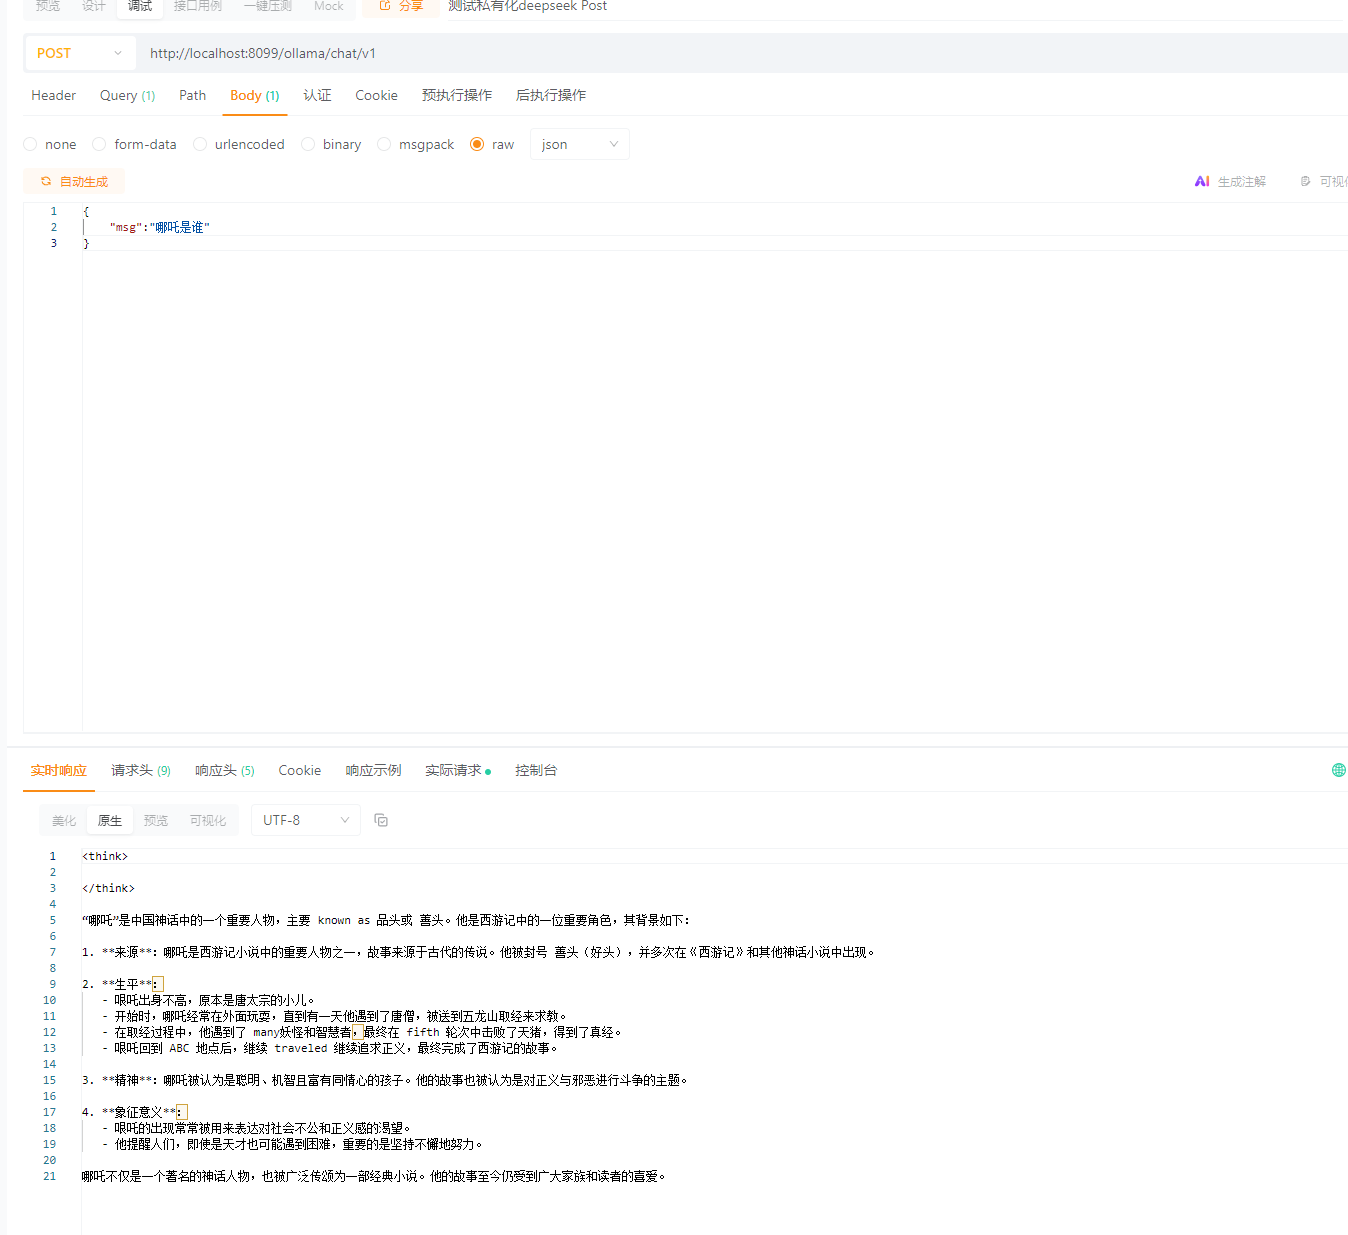 预览 设计 调试 接口用例 一键压测 Mock 分享 测试私有化deepseek Post
POST http://localhost:8099/ollama/chat/v1
Header Query (1) Path Body (1) 认证 Cookie 预执行操作 后执行操作
none form-data urlencoded binary msgpack raw json
自动生成 AI 生成注解 可视
1 {
2 "msg":"哪吒是谁"
3 }
实时响应 请求头 (9) 响应头 (5) Cookie 响应示例 实际请求 控制台
美化 原生 预览 可视化 UTF-8
1 <think>
2
3 </think>
4
5 “哪吒”是中国神话中的一个重要人物，主要 known as 品头或 善头。他是西游记中的一位重要角色，其背景如下：
6
7 1. **来源**：哪吒是西游记小说中的重要人物之一，故事来源于古代的传说。他被封号 善头（好头），并多次在《西游记》和其他神话小说中出现。
8
9 2. **生平**：
10 - 哏吒出身不高，原本是唐太宗的小儿。
11 - 开始时，哪吒经常在外面玩耍，直到有一天他遇到了唐僧，被送到五龙山取经来求教。
12 - 在取经过程中，他遇到了 many妖怪和智慧者，最终在 fifth 轮次中击败了天猪，得到了真经。
13 - 哏吒回到 ABC 地点后，继续 traveled 继续追求正义，最终完成了西游记的故事。
14
15 3. **精神**：哪吒被认为是聪明、机智且富有同情心的孩子。他的故事也被认为是对正义与邪恶进行斗争的主题。
16
17 4. **象征意义**：
18 - 哏吒的出现常常被用来表达对社会不公和正义感的渴望。
19 - 他提醒人们，即使是天才也可能遇到困难，重要的是坚持不懈地努力。
20
21 哪吒不仅是一个著名的神话人物，也被广泛传颂为一部经典小说。他的故事至今仍受到广大家族和读者的喜爱。